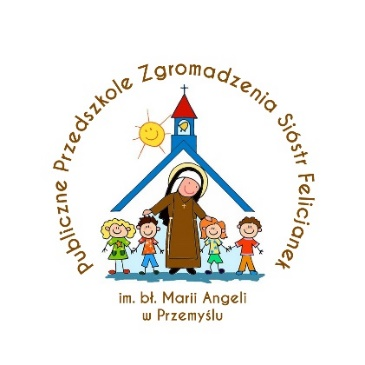 Publiczne Przedszkole Zgromadzenia Sióstr Felicjanek
im. bł. Marii Angeli
w Przemyślu